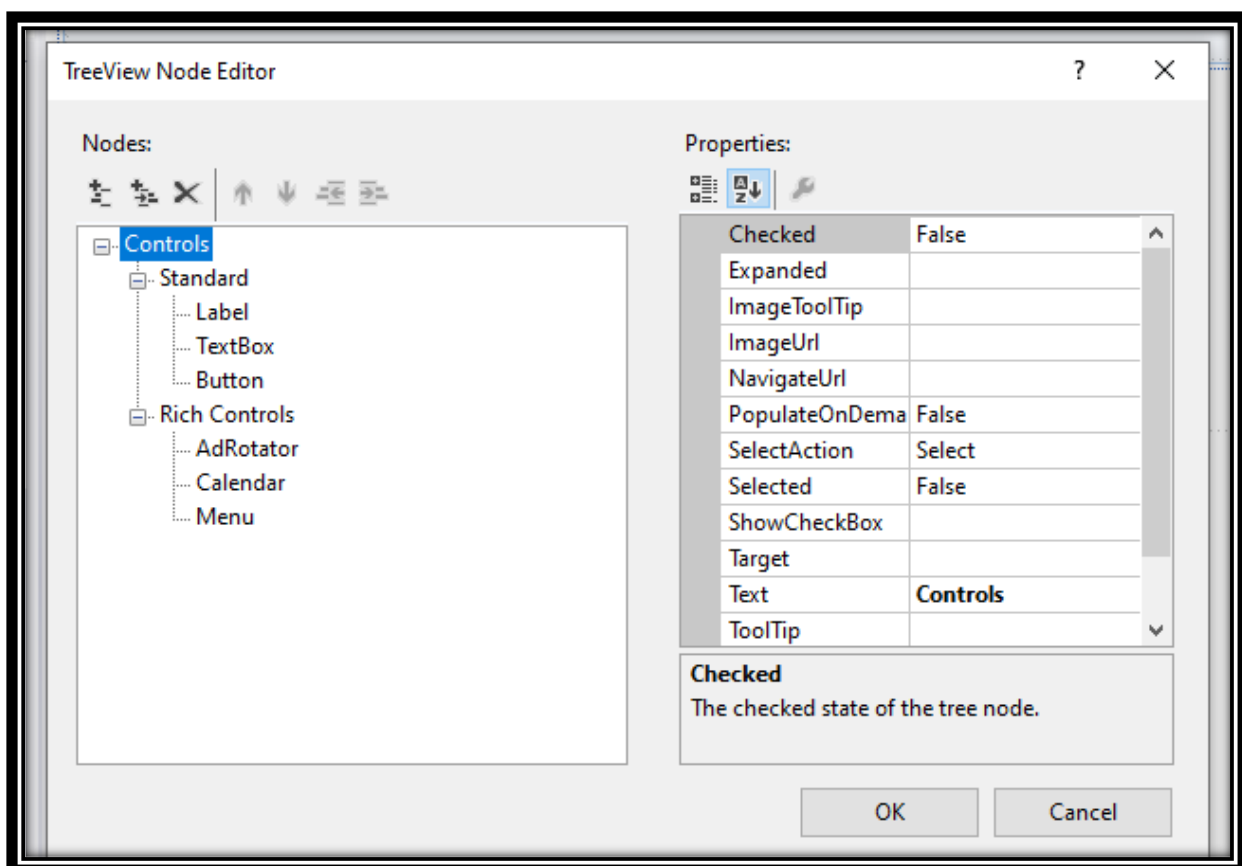 TreeView Node Editor ?
Nodes:
Controls
Standard
Label
TextBox
Button
Rich Controls
AdRotator
Calendar
Menu
Properties:
Checked False
Expanded
ImageToolTip
ImageUrl
NavigateUrl
PopulateOnDema False
SelectAction Select
Selected False
ShowCheckBox
Target
Text Controls
ToolTip
Checked
The checked state of the tree node.
OK Cancel